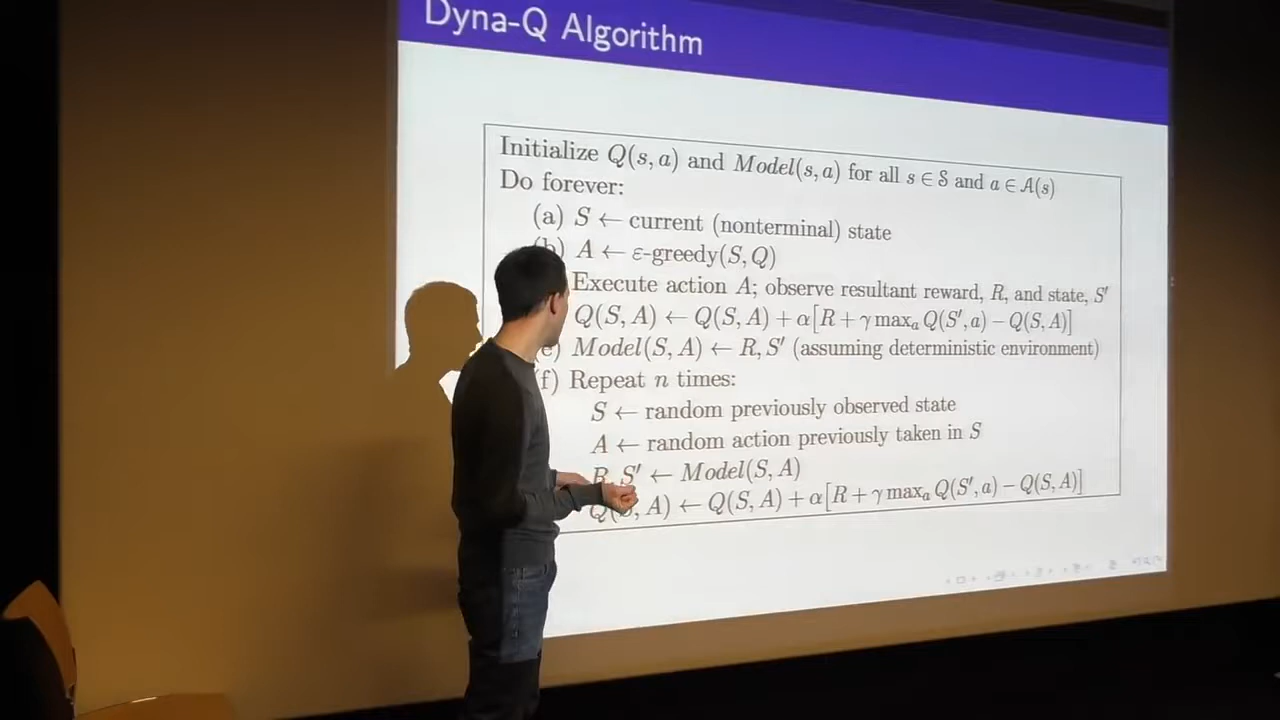 Dyna-Q Algorithm
Initialize Q(s, a) and Model(s, a) for all s ∈ S and a ∈ A(s)
Do forever:
(a) S ← current (nonterminal) state
(b) A ← ε-greedy(S, Q)
Execute action A; observe resultant reward, R, and state, S′
Q(S, A) ← Q(S, A) + α[R + γ maxₐ Q(S′, a) − Q(S, A)]
(e) Model(S, A) ← R, S′ (assuming deterministic environment)
(f) Repeat n times:
S ← random previously observed state
A ← random action previously taken in S
R, S′ ← Model(S, A)
Q(S, A) ← Q(S, A) + α[R + γ maxₐ Q(S′, a) − Q(S, A)]